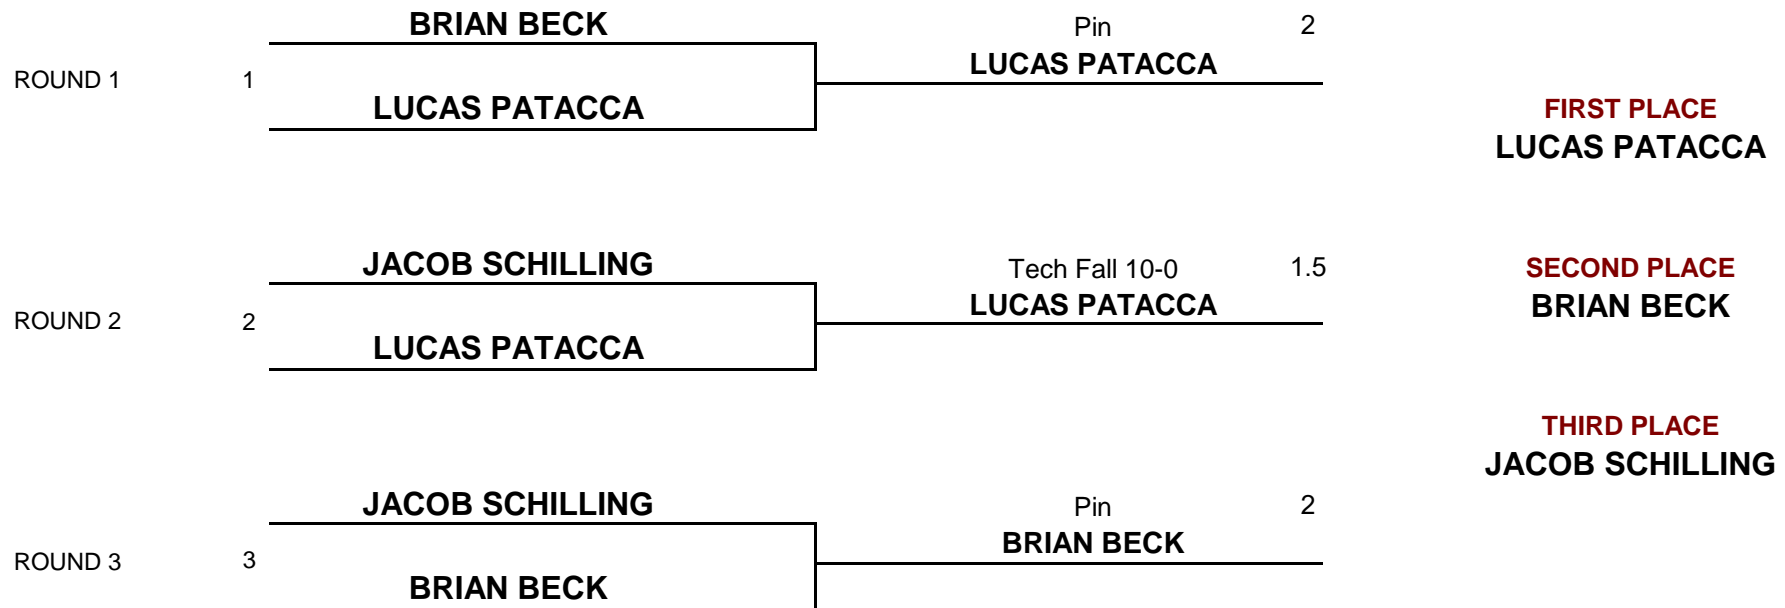 BRIAN BECK
Pin 2
LUCAS PATACCA
ROUND 1 1
LUCAS PATACCA
FIRST PLACE
LUCAS PATACCA
JACOB SCHILLING
Tech Fall 10-0 1.5
SECOND PLACE
LUCAS PATACCA
BRIAN BECK
ROUND 2 2
LUCAS PATACCA
THIRD PLACE
JACOB SCHILLING
JACOB SCHILLING
Pin 2
BRIAN BECK
ROUND 3 3
BRIAN BECK